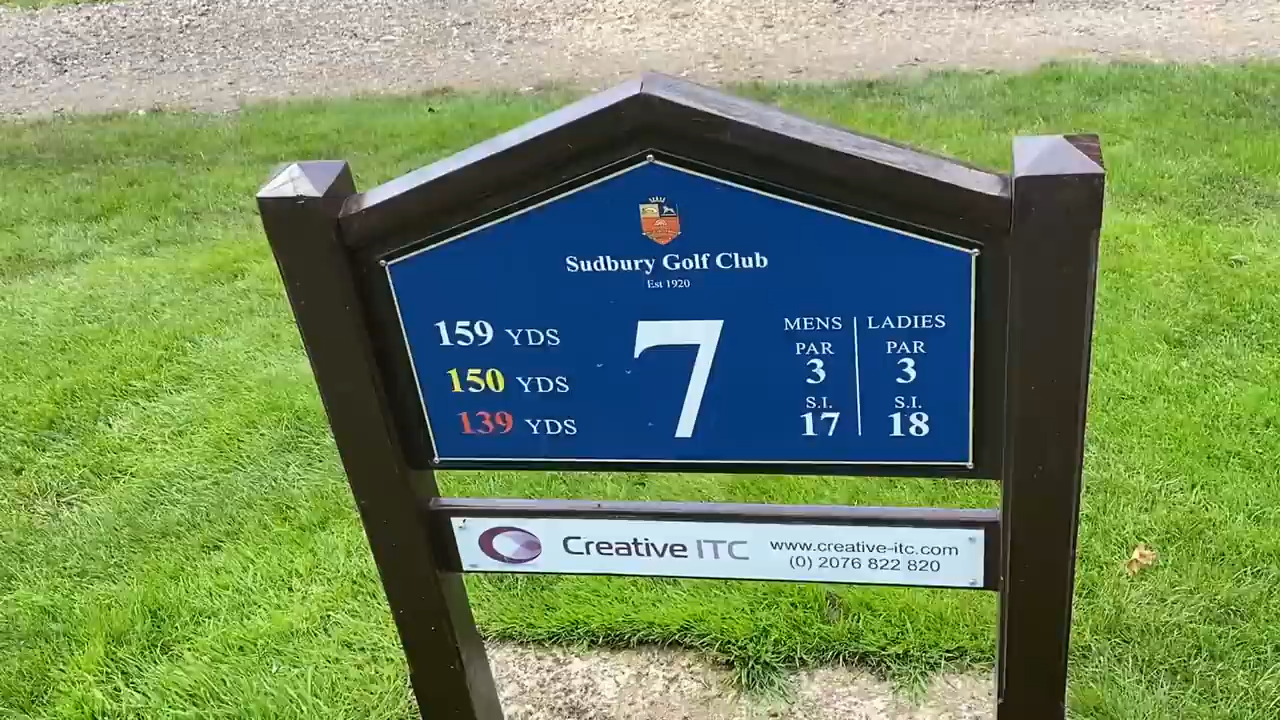 Sudbury Golf Club
Est 1920
159 YDS
150 YDS
139 YDS
7
MENS
PAR
3
S.I.
17
LADIES
PAR
3
S.I.
18
Creative ITC
www.creative-itc.com
(0) 2076 822 820